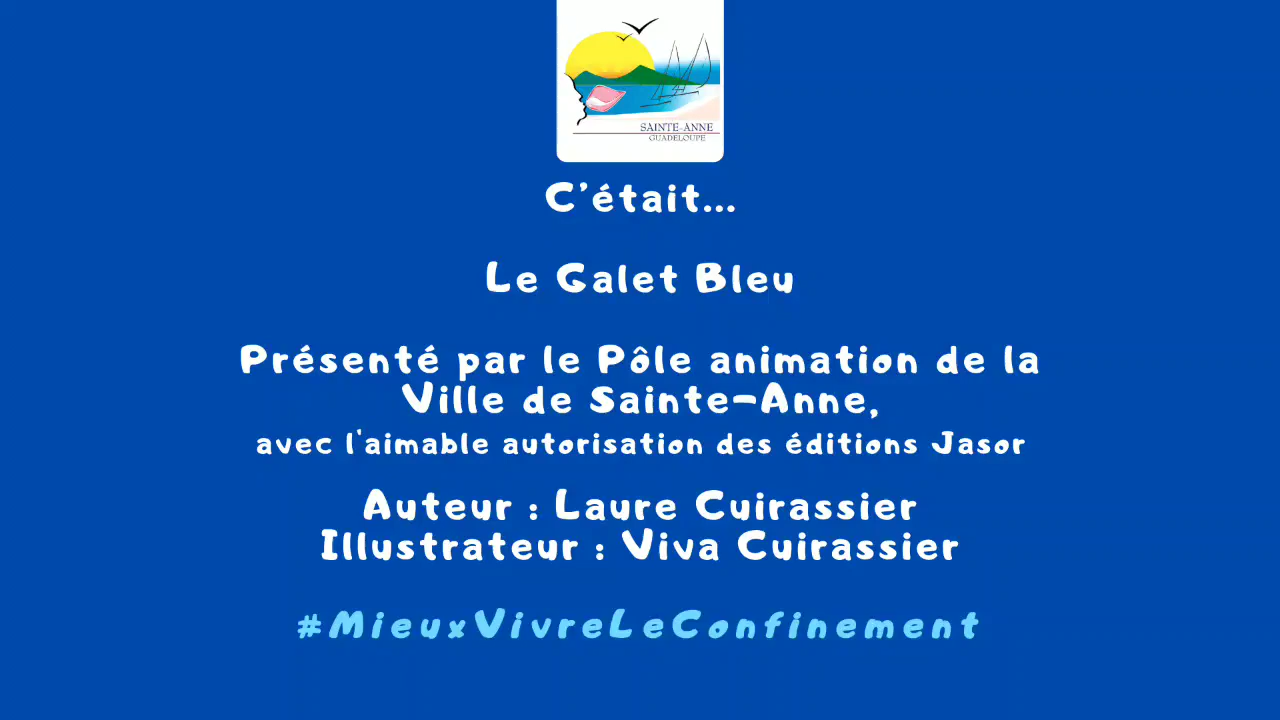 SAINTE-ANNE
GUADELOUPE
C'était...
Le Galet Bleu
Présenté par le Pôle animation de la
Ville de Sainte-Anne,
avec l'aimable autorisation des éditions Jasor
Auteur : Laure Cuirassier
Illustrateur : Viva Cuirassier
#MieuxVivreLeConfinement